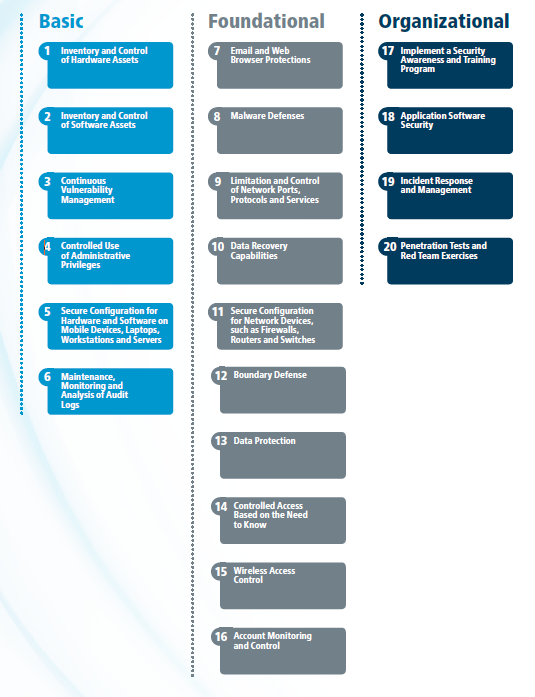 Basic
1 Inventory and Control
of Hardware Assets
2 Inventory and Control
of Software Assets
3 Continuous
Vulnerability
Management
4 Controlled Use
of Administrative
Privileges
5 Secure Configuration for
Hardware and Software on
Mobile Devices, Laptops,
Workstations and Servers
6 Maintenance,
Monitoring and
Analysis of Audit
Logs
Foundational
7 Email and Web
Browser Protections
8 Malware Defenses
9 Limitation and Control
of Network Ports,
Protocols and Services
10 Data Recovery
Capabilities
11 Secure Configuration
for Network Devices,
such as Firewalls,
Routers and Switches
12 Boundary Defense
13 Data Protection
14 Controlled Access
Based on the Need
to Know
15 Wireless Access
Control
16 Account Monitoring
and Control
Organizational
17 Implement a Security
Awareness and Training
Program
18 Application Software
Security
19 Incident Response
and Management
20 Penetration Tests and
Red Team Exercises